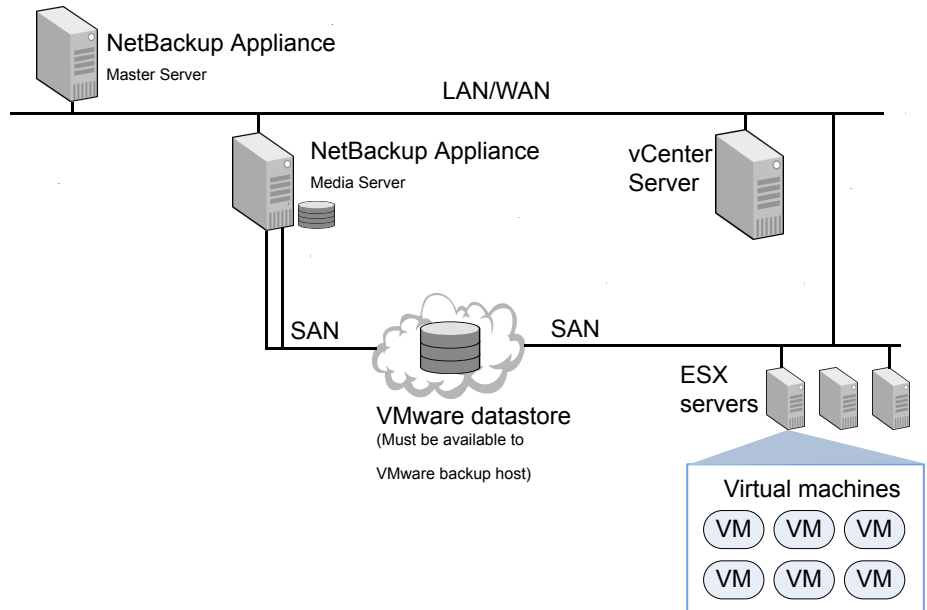 NetBackup Appliance
Master Server
LAN/WAN
NetBackup Appliance
Media Server
vCenter
Server
SAN
SAN
VMware datastore
(Must be available to
VMware backup host)
ESX
servers
Virtual machines
VM VM VM
VM VM VM